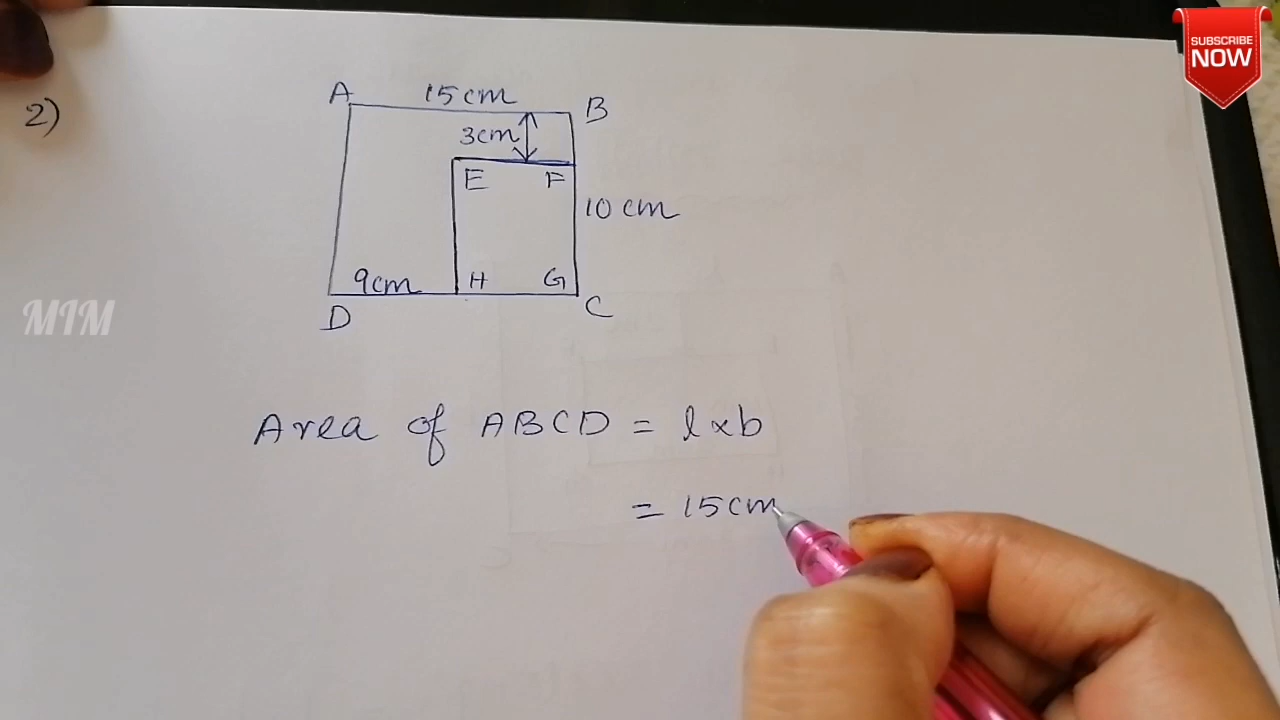 SUBSCRIBE
NOW
2)
A 15cm B
3cm
E F
10 cm
9cm H G
D C
MIM
Area of ABCD = l×b
= 15cm